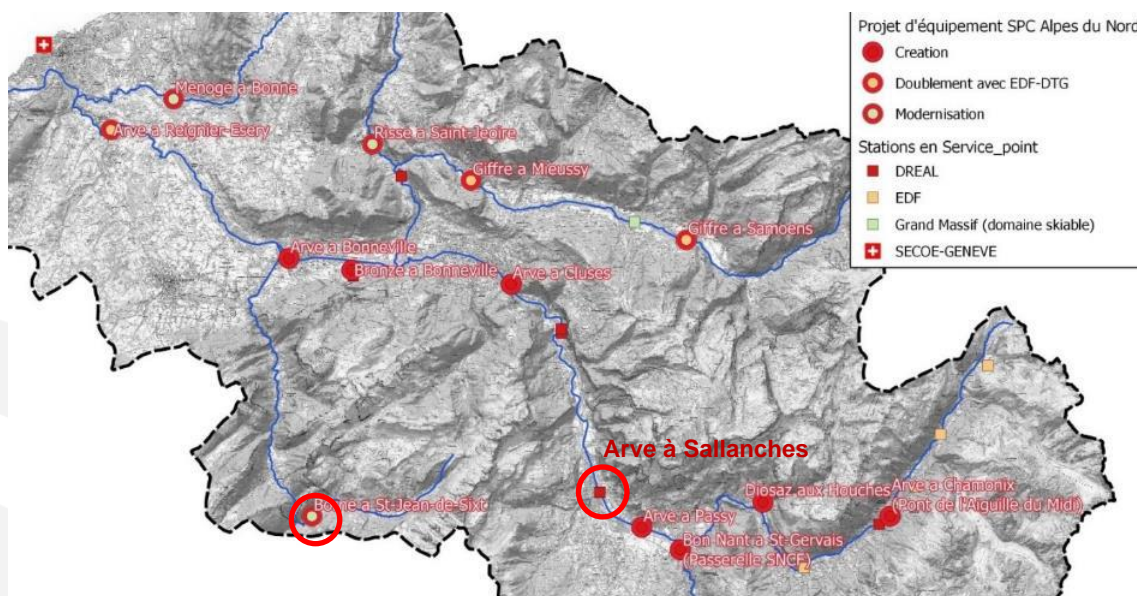 Projet d'équipement SPC Alpes du Nord
Creation
Doublement avec EDF-DTG
Modernisation
Stations en Service_point
DREAL
EDF
Grand Massif (domaine skiable)
SECOE-GENEVE
Menoge a Bonne
Arve a Reignier-Esery
Risse a Saint-Jeoire
Giffre a Mieussy
Giffre a Samoens
Arve a Bonneville
Bronze a Bonneville
Arve a Cluses
Arve à Sallanches
Borne a St-Jean-de-Sixt
Diosaz aux Houches
Arve a Chamonix
(Pont de l'Aiguille du Midi)
Arve a Passy
Bon Nant a St-Gervais
(Passerelle SNCF)